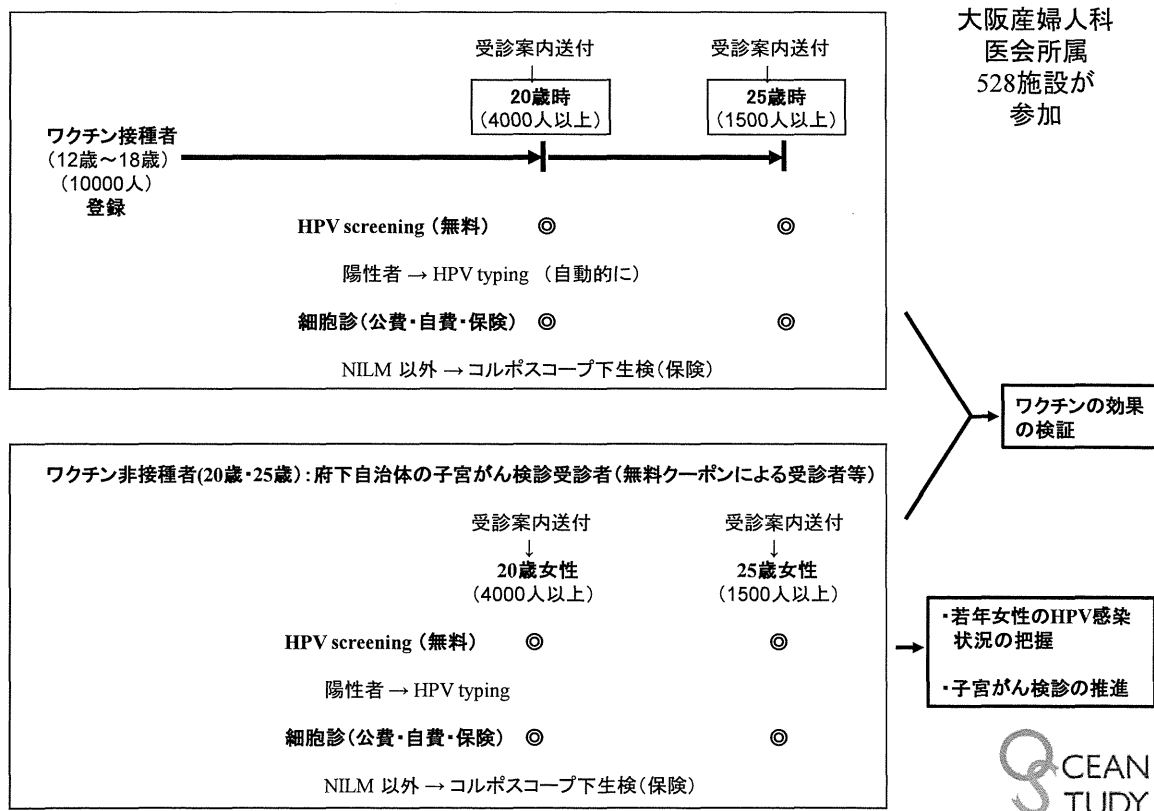 大阪産婦人科
医会所属
528施設が
参加
受診案内送付 受診案内送付
↓ ↓
20歳時 25歳時
(4000人以上) (1500人以上)
ワクチン接種者
(12歳～18歳)
(10000人)
登録
HPV screening (無料) ◎ ◎
陽性者 → HPV typing (自動的に)
細胞診(公費・自費・保険) ◎ ◎
NILM 以外 → コルポスコープ下生検(保険)
ワクチンの効果
の検証
ワクチン非接種者(20歳・25歳):府下自治体の子宮がん検診受診者(無料クーポンによる受診者等)
受診案内送付 受診案内送付
↓ ↓
20歳女性 25歳女性
(4000人以上) (1500人以上)
HPV screening (無料) ◎ ◎
陽性者 → HPV typing
細胞診(公費・自費・保険) ◎ ◎
NILM 以外 → コルポスコープ下生検(保険)
・若年女性のHPV感染
状況の把握
・子宮がん検診の推進
OCEAN
STUDY